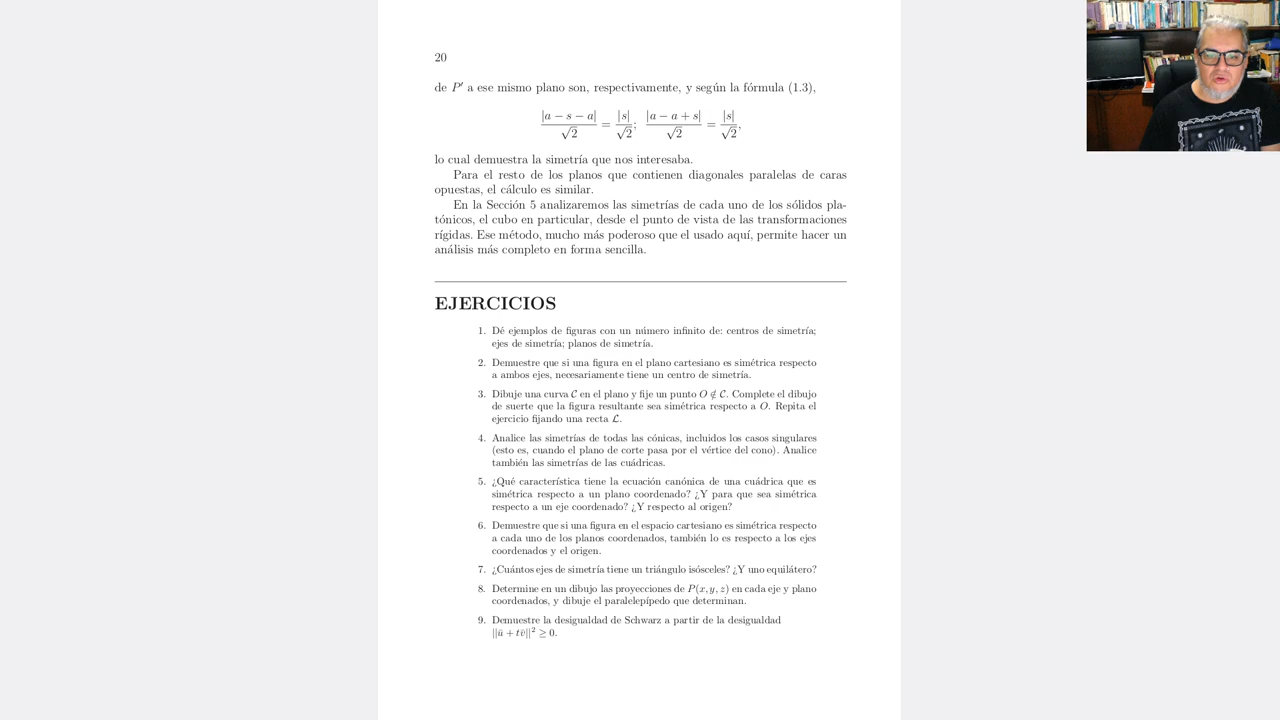 20
de P′ a ese mismo plano son, respectivamente, y según la fórmula (1.3),
|a − s − a| / √2 = |s| / √2; |a − a + s| / √2 = |s| / √2,
lo cual demuestra la simetría que nos interesaba.
Para el resto de los planos que contienen diagonales paralelas de caras
opuestas, el cálculo es similar.
En la Sección 5 analizaremos las simetrías de cada uno de los sólidos pla-
tónicos, el cubo en particular, desde el punto de vista de las transformaciones
rígidas. Ese método, mucho más poderoso que el usado aquí, permite hacer un
análisis más completo en forma sencilla.
EJERCICIOS
1. Dé ejemplos de figuras con un número infinito de: centros de simetría;
ejes de simetría; planos de simetría.
2. Demuestre que si una figura en el plano cartesiano es simétrica respecto
a ambos ejes, necesariamente tiene un centro de simetría.
3. Dibuje una curva 𝒞 en el plano y fije un punto O ∉ 𝒞. Complete el dibujo
de suerte que la figura resultante sea simétrica respecto a O. Repita el
ejercicio fijando una recta ℒ.
4. Analice las simetrías de todas las cónicas, incluidos los casos singulares
(esto es, cuando el plano de corte pasa por el vértice del cono). Analice
también las simetrías de las cuádricas.
5. ¿Qué característica tiene la ecuación canónica de una cuádrica que es
simétrica respecto a un plano coordenado? ¿Y para que sea simétrica
respecto a un eje coordenado? ¿Y respecto al origen?
6. Demuestre que si una figura en el espacio cartesiano es simétrica respecto
a cada uno de los planos coordenados, también lo es respecto a los ejes
coordenados y el origen.
7. ¿Cuántos ejes de simetría tiene un triángulo isósceles? ¿Y uno equilátero?
8. Determine en un dibujo las proyecciones de P(x, y, z) en cada eje y plano
coordenados, y dibuje el paralelepípedo que determinan.
9. Demuestre la desigualdad de Schwarz a partir de la desigualdad
||ū + tv̄||² ≥ 0.